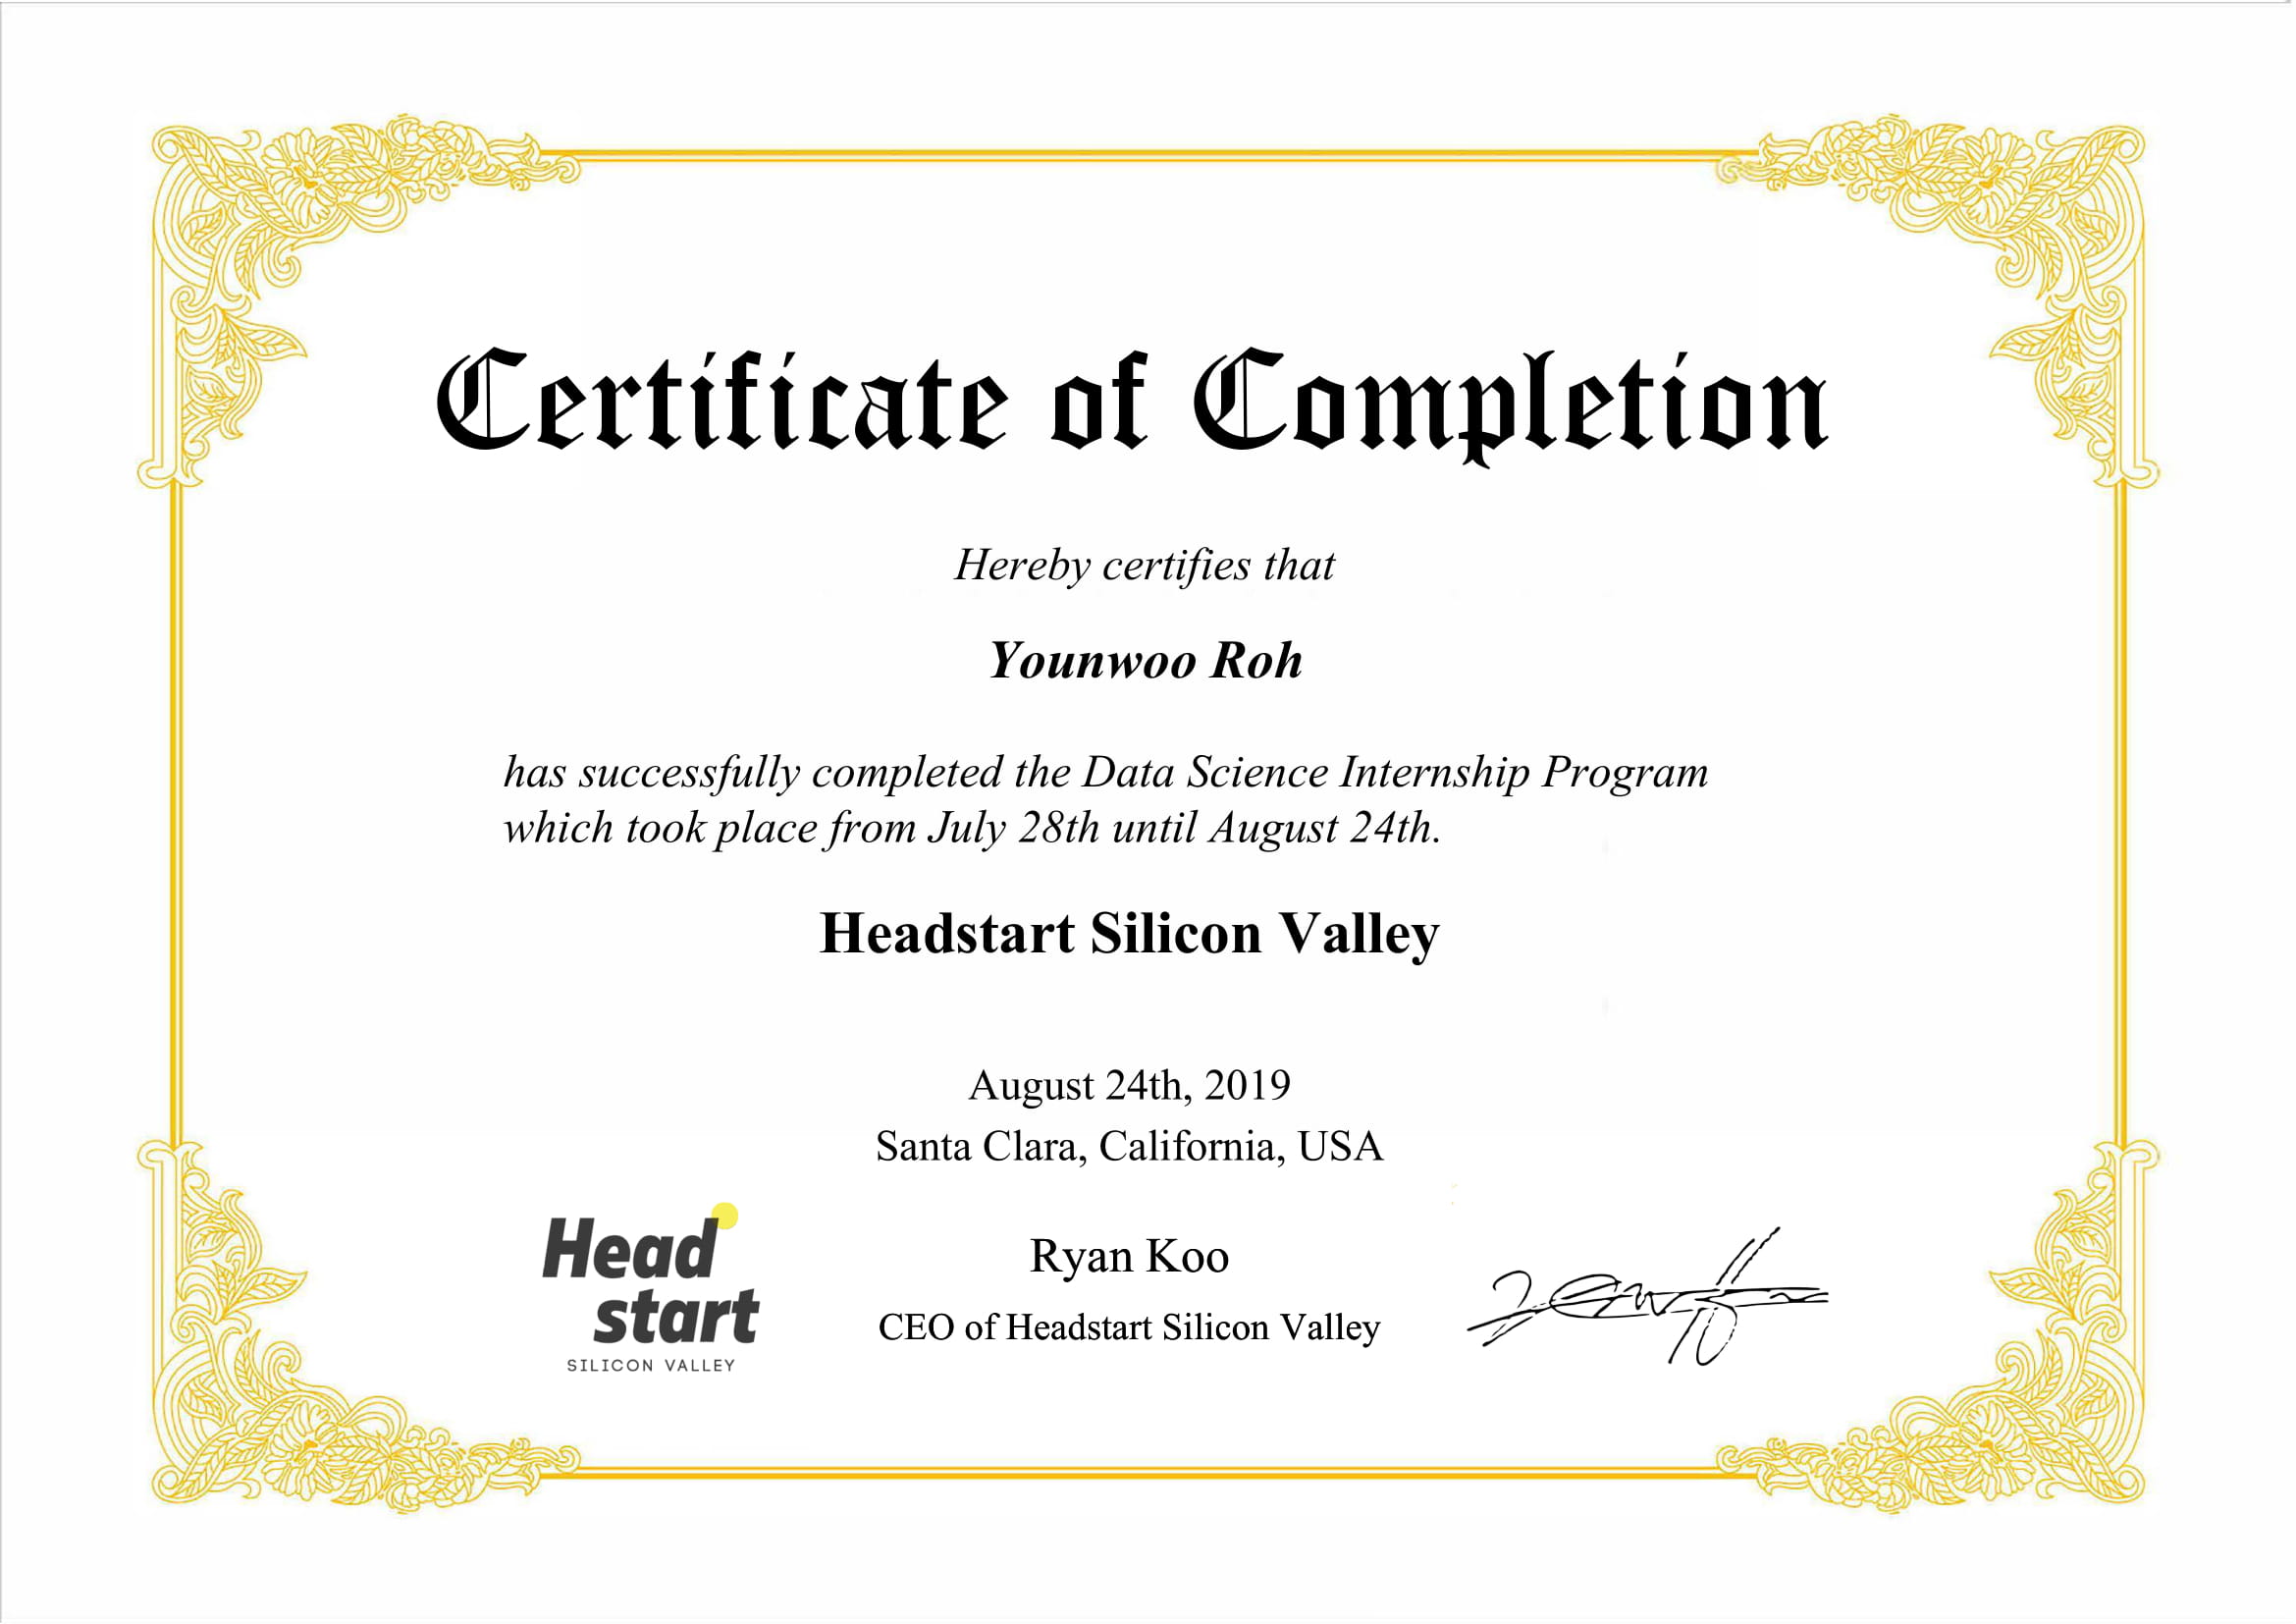 Certificate of Completion
Hereby certifies that
Younwoo Roh
has successfully completed the Data Science Internship Program
which took place from July 28th until August 24th.
Headstart Silicon Valley
August 24th, 2019
Santa Clara, California, USA
Head
start
SILICON VALLEY
Ryan Koo
CEO of Headstart Silicon Valley